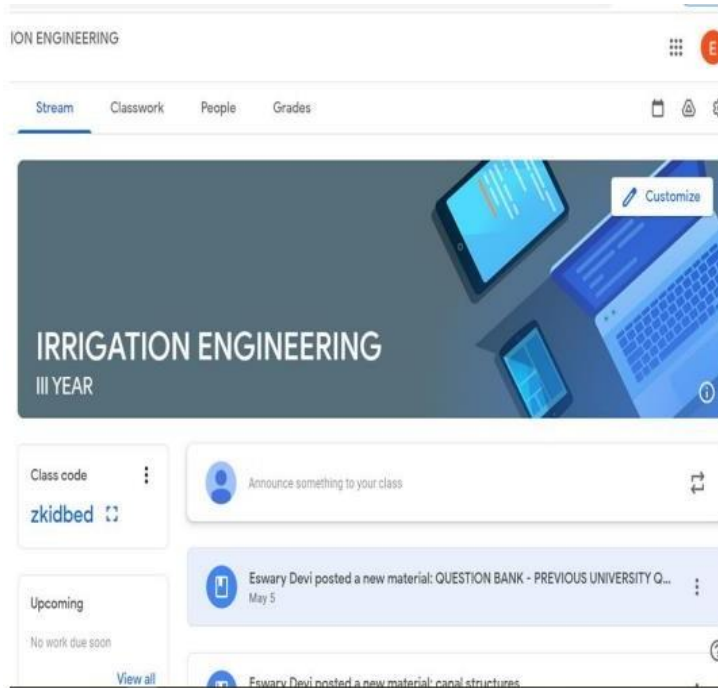 ION ENGINEERING
E
Stream Classwork People Grades
Customize
IRRIGATION ENGINEERING
III YEAR
Class code
zkidbed
Announce something to your class
Eswary Devi posted a new material: QUESTION BANK - PREVIOUS UNIVERSITY Q...
May 5
Upcoming
No work due soon
View all
Eswary Devi posted a new material: canal structures